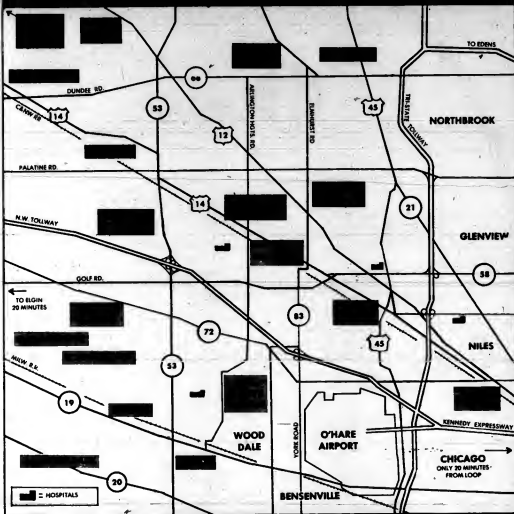 TO EDENS
68
DUNDEE RD.
53
45
14
ARLINGTON HGTS. RD.
ELMHURST RD
TRI-STATE TOLLWAY
C&NW RR
NORTHBROOK
12
PALATINE RD.
14
21
N.W. TOLLWAY
GLENVIEW
GOLF RD.
58
TO ELGIN
20 MINUTES
83
72
45
NILES
MILW. R.R.
53
19
KENNEDY EXPRESSWAY
WOOD
DALE
YORK ROAD
O'HARE
AIRPORT
CHICAGO
ONLY 20 MINUTES
FROM LOOP
20
= HOSPITALS
BENSENVILLE